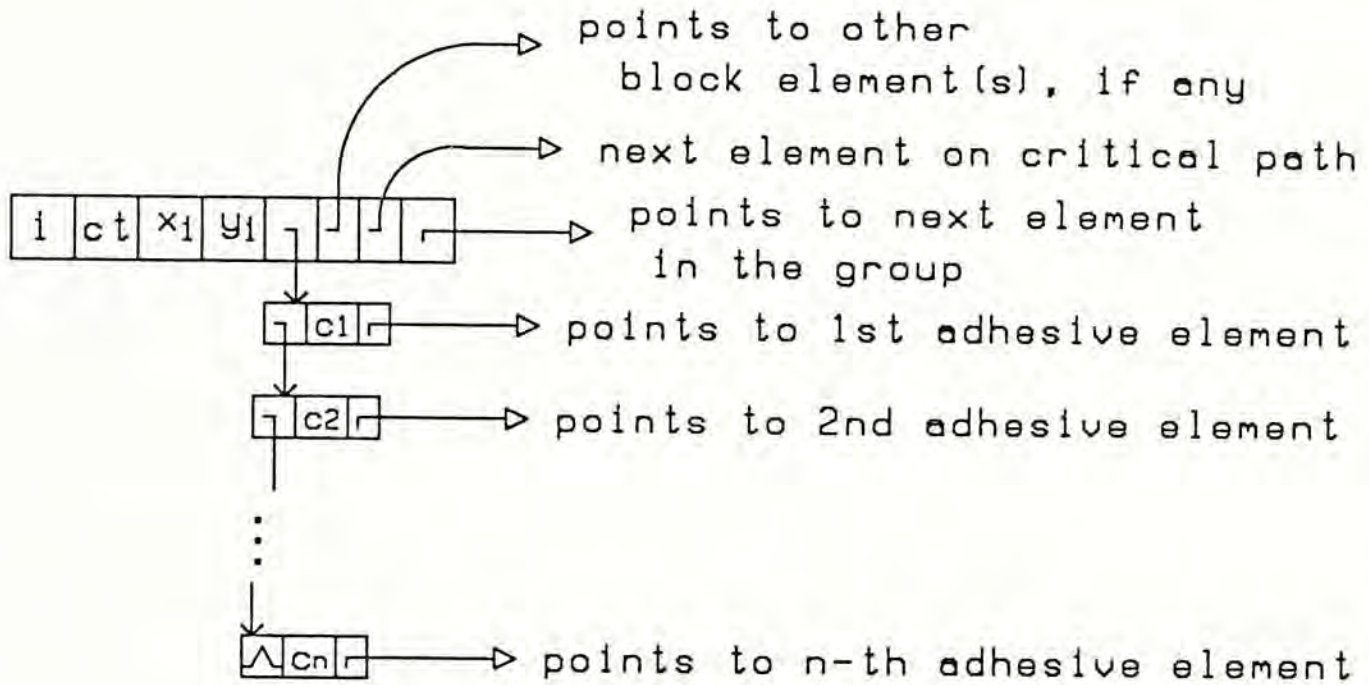 points to other
block element(s), if any
next element on critical path
i ct x1 y1
points to next element
in the group
c1 points to 1st adhesive element
c2 points to 2nd adhesive element
cn points to n-th adhesive element